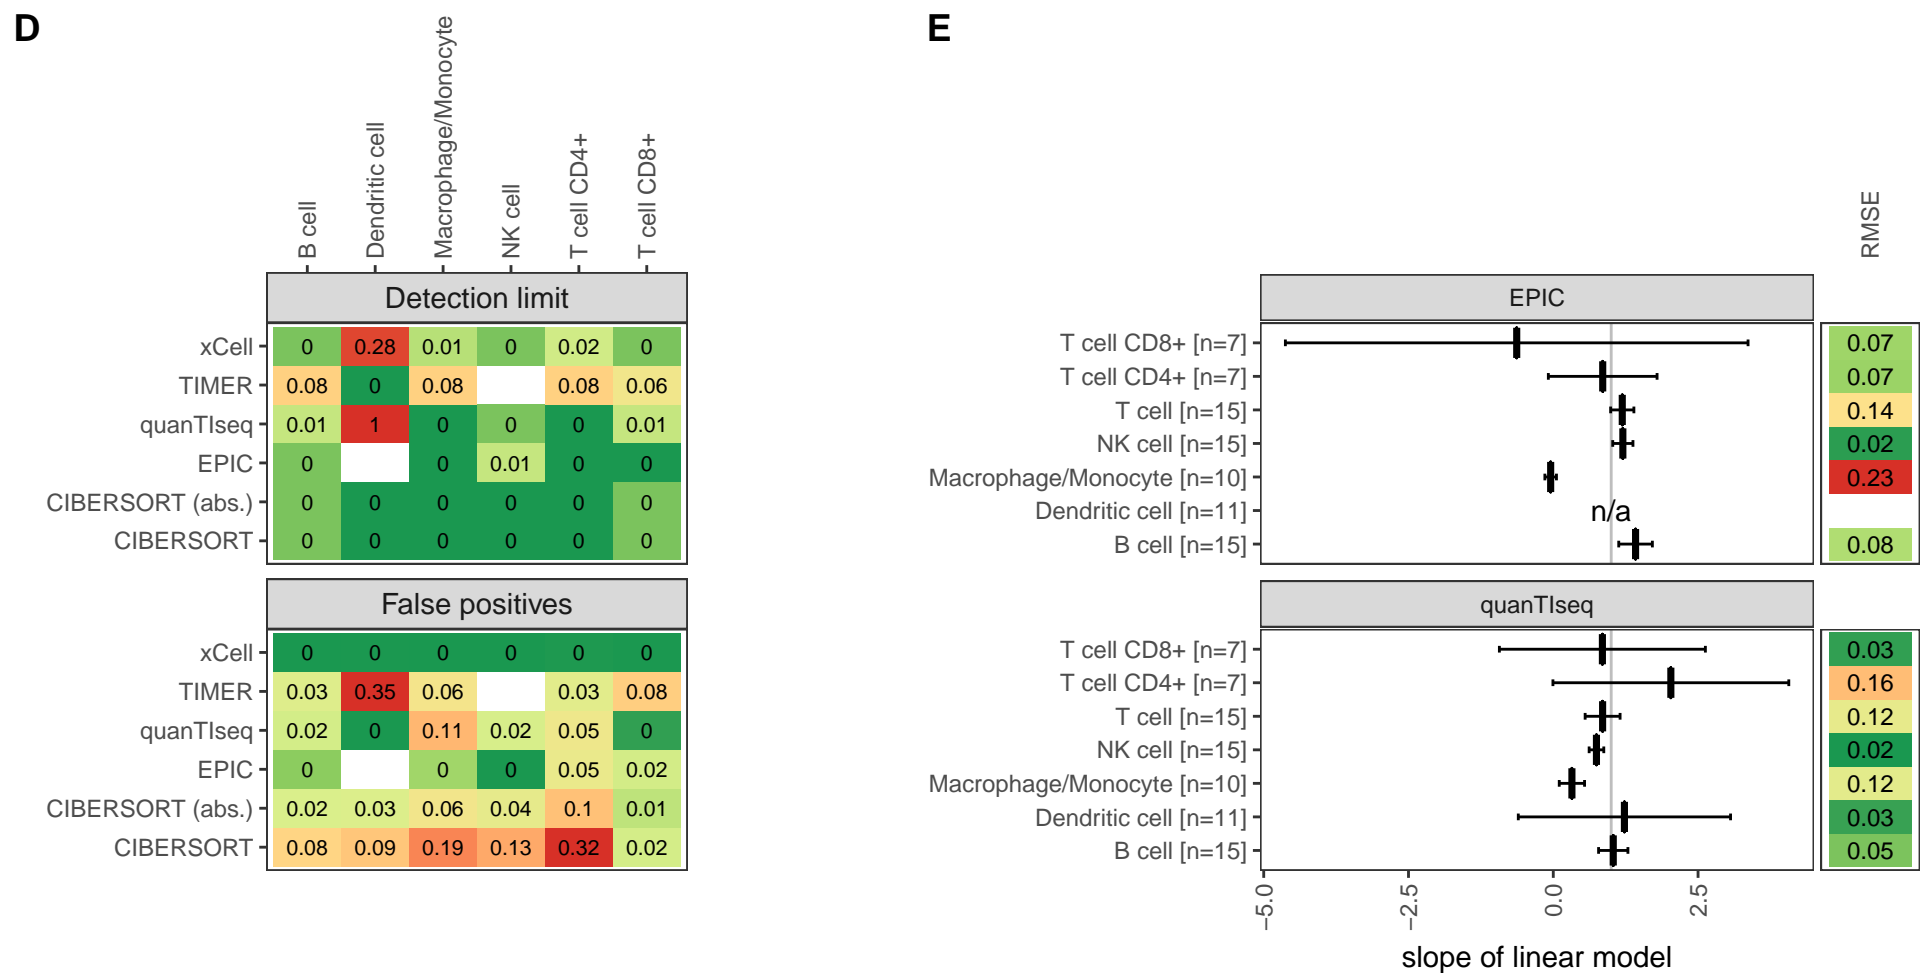 D
B cell
Dendritic cell
Macrophage/Monocyte
NK cell
T cell CD4+
T cell CD8+
Detection limit
xCell 0 0.28 0.01 0 0.02 0
TIMER 0.08 0 0.08 0.08 0.06
quanTIseq 0.01 1 0 0 0 0.01
EPIC 0 0 0.01 0 0
CIBERSORT (abs.) 0 0 0 0 0 0
CIBERSORT 0 0 0 0 0 0
False positives
xCell 0 0 0 0 0 0
TIMER 0.03 0.35 0.06 0.03 0.08
quanTIseq 0.02 0 0.11 0.02 0.05 0
EPIC 0 0 0 0.05 0.02
CIBERSORT (abs.) 0.02 0.03 0.06 0.04 0.1 0.01
CIBERSORT 0.08 0.09 0.19 0.13 0.32 0.02
E
RMSE
EPIC
T cell CD8+ [n=7] 0.07
T cell CD4+ [n=7] 0.07
T cell [n=15] 0.14
NK cell [n=15] 0.02
Macrophage/Monocyte [n=10] 0.23
Dendritic cell [n=11] n/a
B cell [n=15] 0.08
quanTIseq
T cell CD8+ [n=7] 0.03
T cell CD4+ [n=7] 0.16
T cell [n=15] 0.12
NK cell [n=15] 0.02
Macrophage/Monocyte [n=10] 0.12
Dendritic cell [n=11] 0.03
B cell [n=15] 0.05
−5.0 −2.5 0.0 2.5
slope of linear model